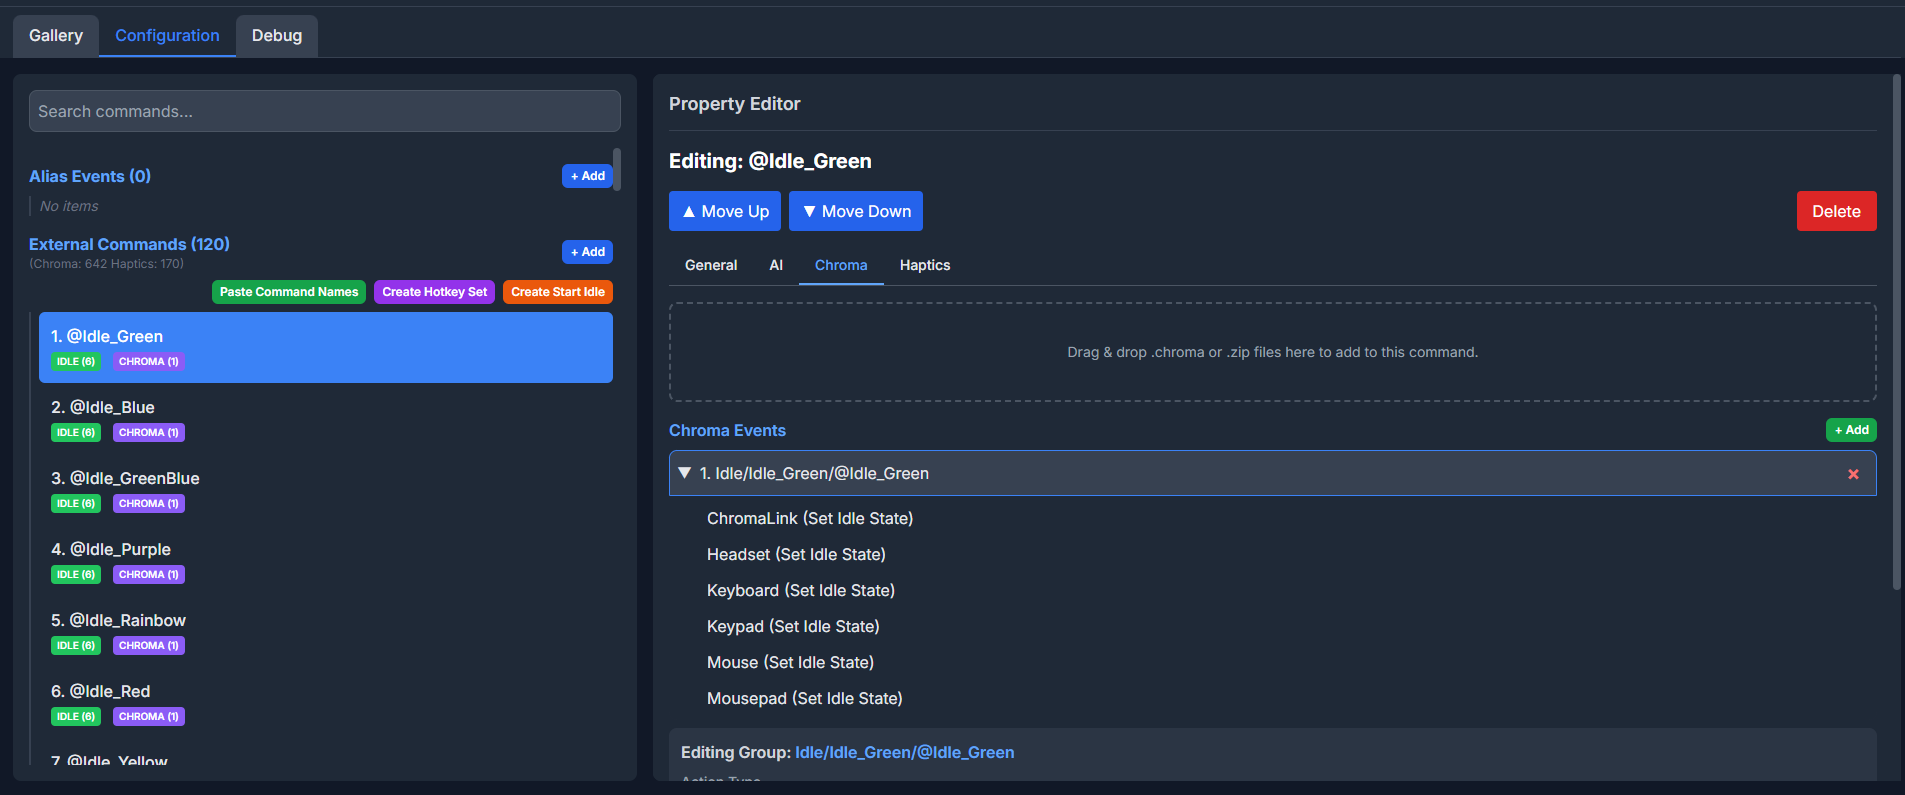 Gallery
Configuration
Debug
Search commands...
Alias Events (0)
+ Add
No items
External Commands (120)
(Chroma: 642 Haptics: 170)
+ Add
Paste Command Names
Create Hotkey Set
Create Start Idle
1. @Idle_Green
IDLE (6)
CHROMA (1)
2. @Idle_Blue
IDLE (6)
CHROMA (1)
3. @Idle_GreenBlue
IDLE (6)
CHROMA (1)
4. @Idle_Purple
IDLE (6)
CHROMA (1)
5. @Idle_Rainbow
IDLE (6)
CHROMA (1)
6. @Idle_Red
IDLE (6)
CHROMA (1)
7. @Idle_Yellow
Property Editor
Editing: @Idle_Green
▲ Move Up
▼ Move Down
Delete
General
AI
Chroma
Haptics
Drag & drop .chroma or .zip files here to add to this command.
Chroma Events
+ Add
▼ 1. Idle/Idle_Green/@Idle_Green
ChromaLink (Set Idle State)
Headset (Set Idle State)
Keyboard (Set Idle State)
Keypad (Set Idle State)
Mouse (Set Idle State)
Mousepad (Set Idle State)
Editing Group: Idle/Idle_Green/@Idle_Green
Action Type